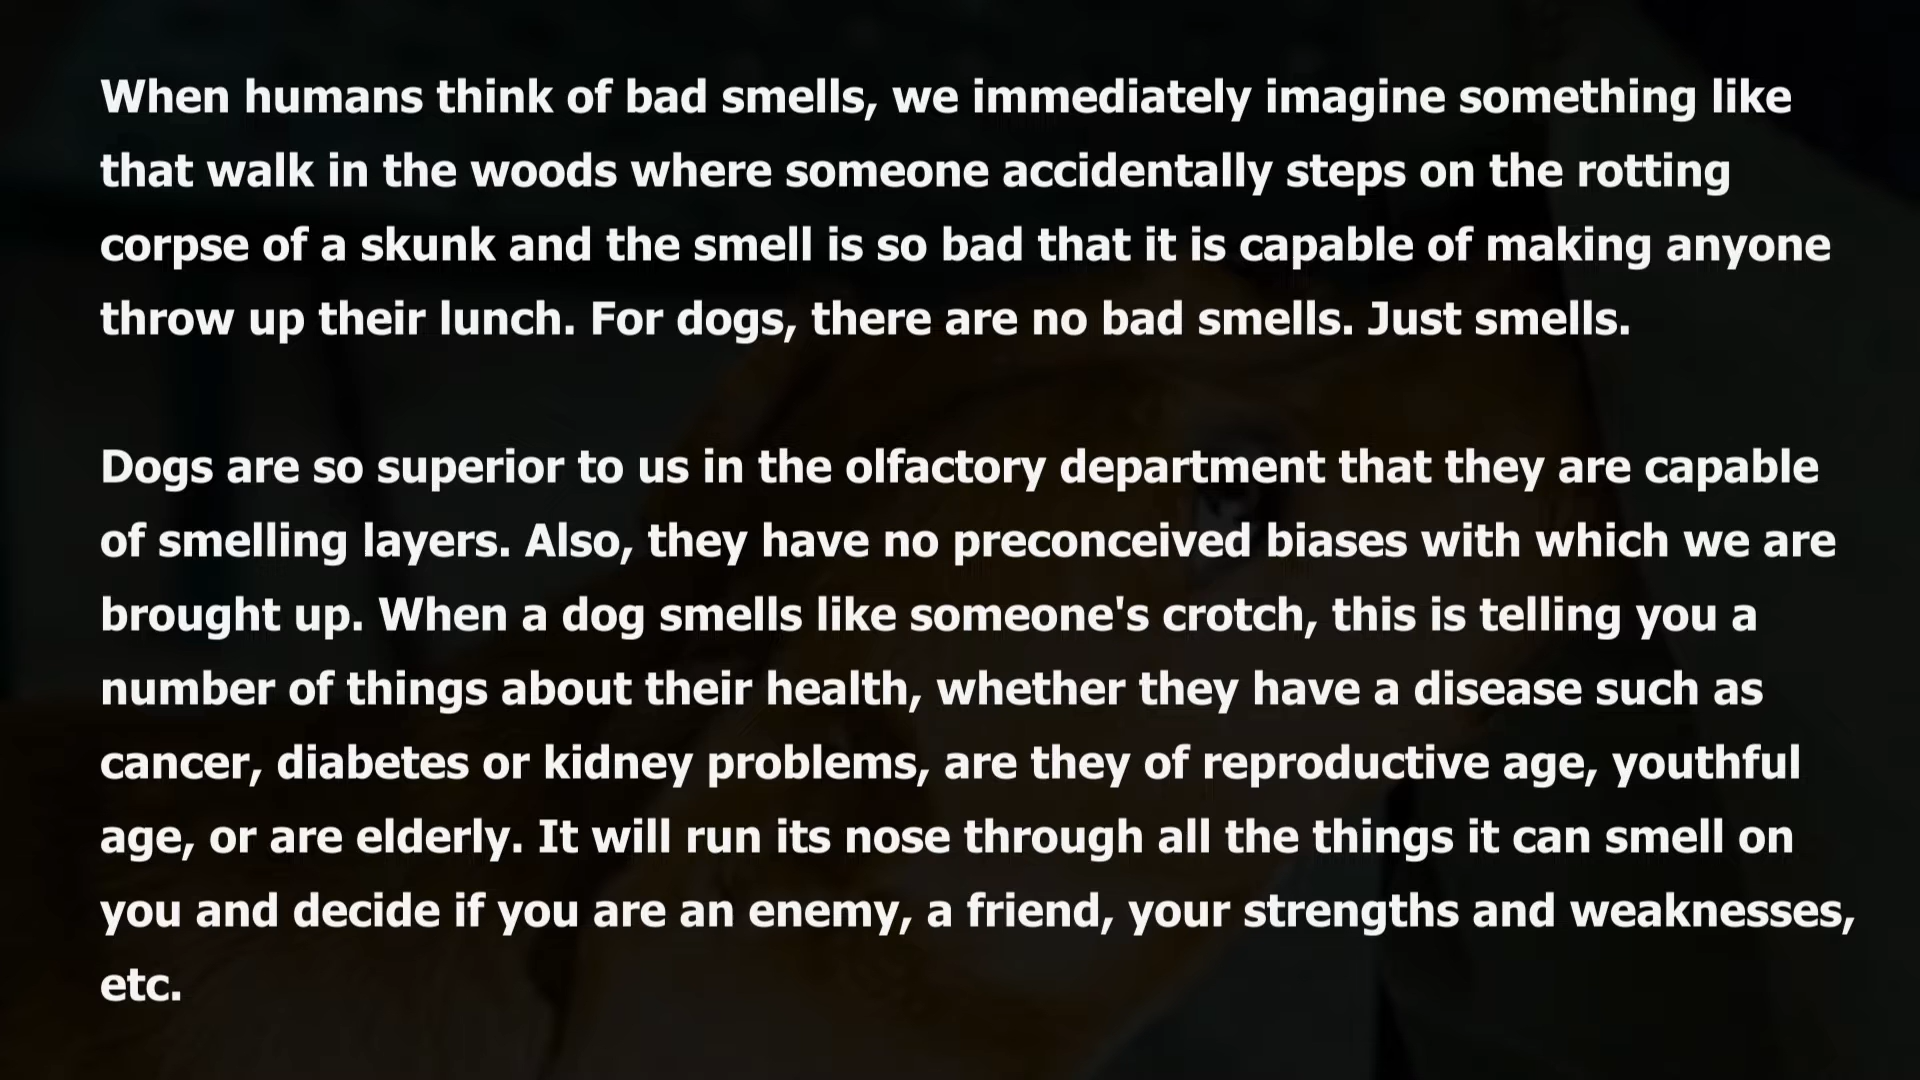 When humans think of bad smells, we immediately imagine something like
that walk in the woods where someone accidentally steps on the rotting
corpse of a skunk and the smell is so bad that it is capable of making anyone
throw up their lunch. For dogs, there are no bad smells. Just smells.
Dogs are so superior to us in the olfactory department that they are capable
of smelling layers. Also, they have no preconceived biases with which we are
brought up. When a dog smells like someone's crotch, this is telling you a
number of things about their health, whether they have a disease such as
cancer, diabetes or kidney problems, are they of reproductive age, youthful
age, or are elderly. It will run its nose through all the things it can smell on
you and decide if you are an enemy, a friend, your strengths and weaknesses,
etc.